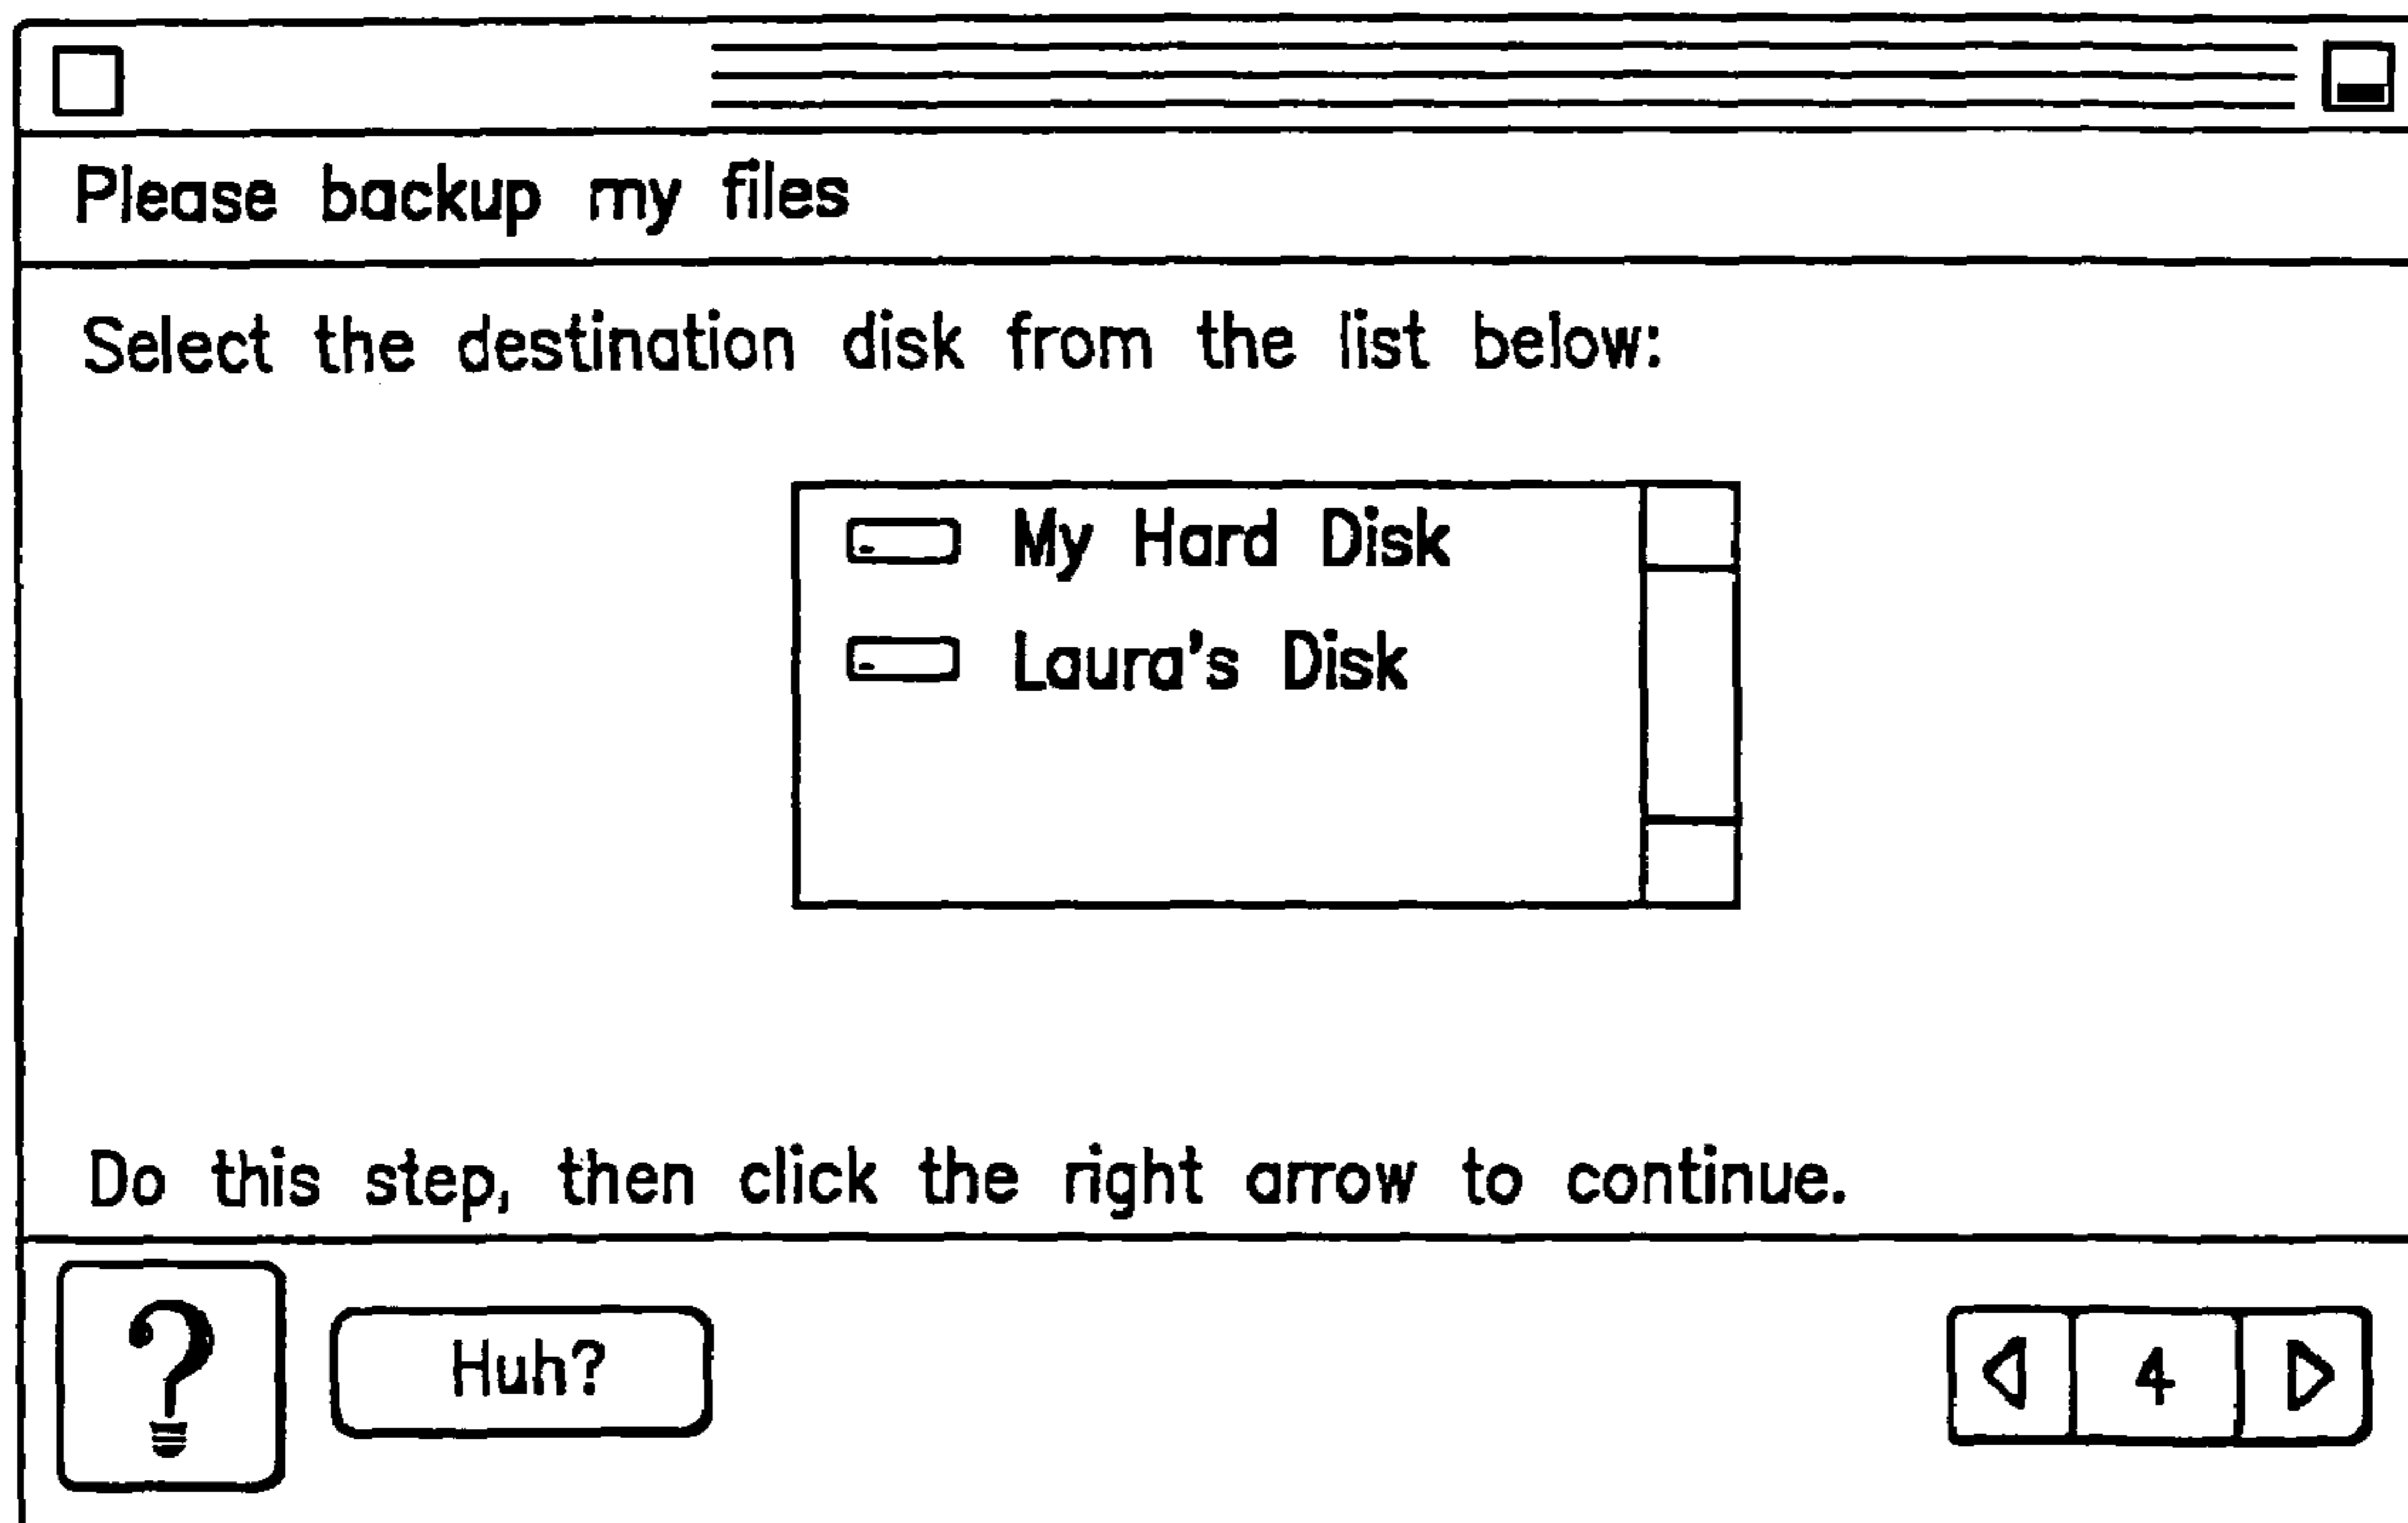 Please backup my files
Select the destination disk from the list below:
My Hard Disk
Laura's Disk
Do this step, then click the right arrow to continue.
?
Huh?
4